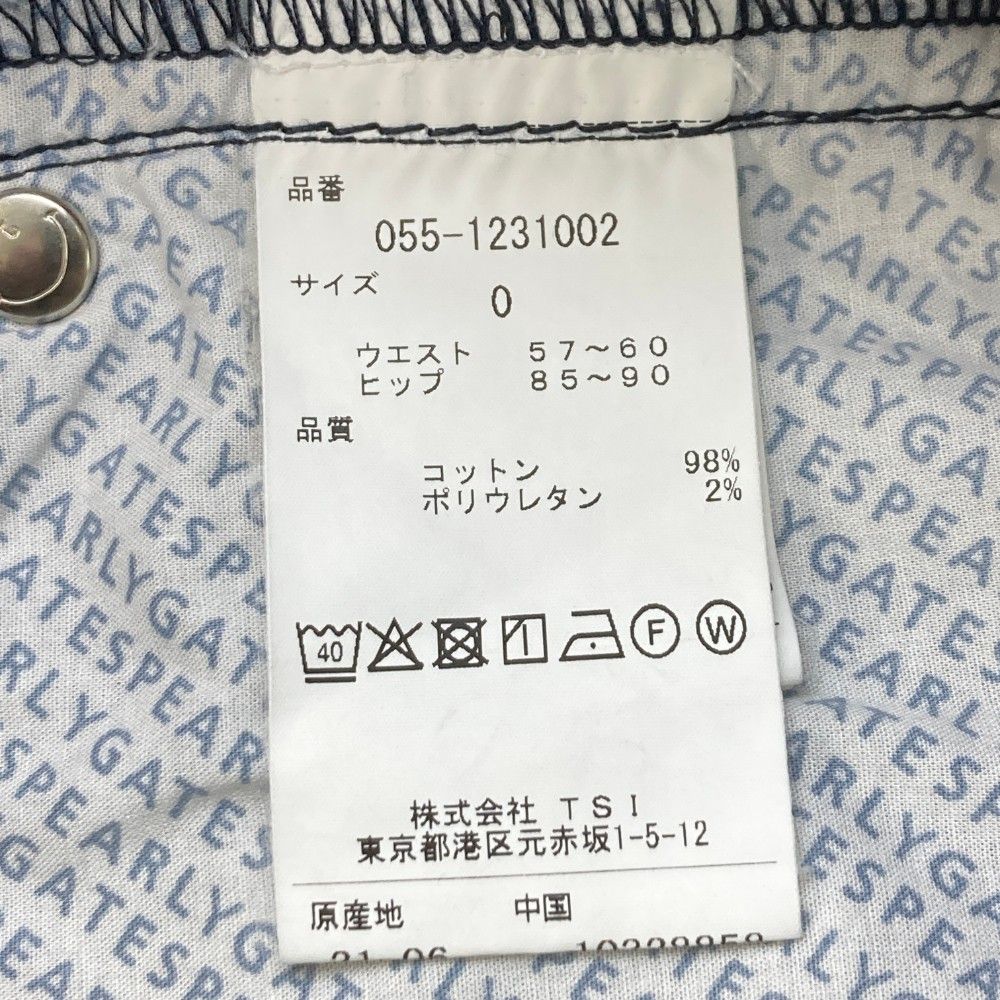 品番
055-1231002
サイズ
0
ウエスト 57～60
ヒップ 85～90
品質
コットン 98%
ポリウレタン 2%
40
F
W
株式会社 TSI
東京都港区元赤坂1-5-12
原産地 中国
PEARLYGATES